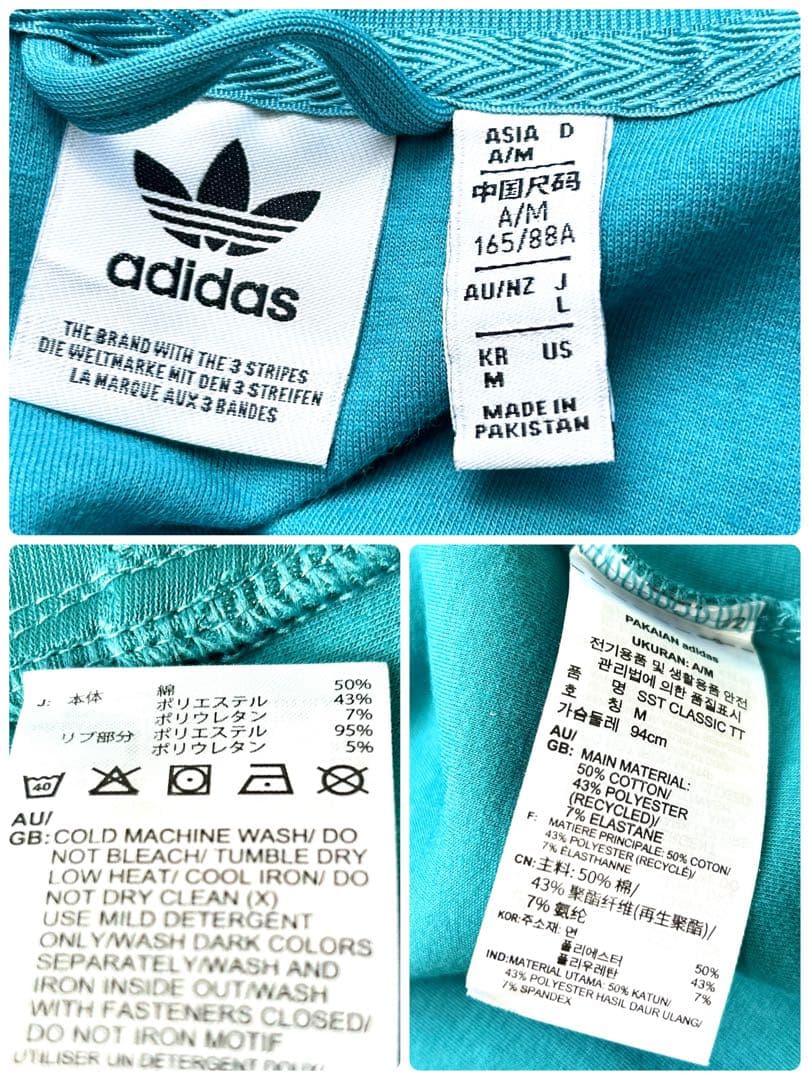 adidas
THE BRAND WITH THE 3 STRIPES
DIE WELTMARKE MIT DEN 3 STREIFEN
LA MARQUE AUX 3 BANDES
ASIA D
A/M
中国尺码
A/M
165/88A
AU/NZ J
L
KR US
M
MADE IN
PAKISTAN
J: 本体 綿 50%
ポリエステル 43%
ポリウレタン 7%
リブ部分 ポリエステル 95%
ポリウレタン 5%
40
AU/
GB: COLD MACHINE WASH/ DO
NOT BLEACH/ TUMBLE DRY
LOW HEAT/ COOL IRON/ DO
NOT DRY CLEAN (X)
USE MILD DETERGENT
ONLY/WASH DARK COLORS
SEPARATELY/WASH AND
IRON INSIDE OUT/WASH
WITH FASTENERS CLOSED/
DO NOT IRON MOTIF
UTILISER UN DETERGENT DOUX/
PAKAIAN adidas
UKURAN: A/M
전기용품 및 생활용품 안전
관리법에 의한 품질표시
품 명 SST CLASSIC TT
호 칭 M
가슴둘레 94cm
AU/
GB: MAIN MATERIAL:
50% COTTON/
43% POLYESTER
(RECYCLED)/
7% ELASTANE
F: MATIERE PRINCIPALE: 50% COTON/
43% POLYESTER (RECYCLÉ)/
7% ÉLASTHANNE
CN: 主料: 50% 棉/
43% 聚酯纤维(再生聚酯)/
7% 氨纶
KOR: 주소재: 면 50%
폴리에스터 43%
폴리우레탄 7%
IND: MATERIAL UTAMA: 50% KATUN/
43% POLYESTER HASIL DAUR ULANG/
7% SPANDEX